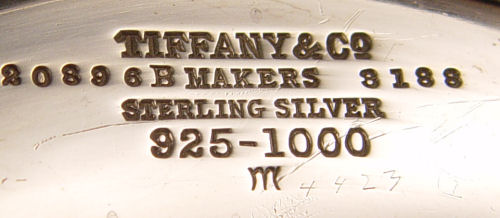 TIFFANY & CO
20896B MAKERS 3188
STERLING SILVER
925-1000
m 4423